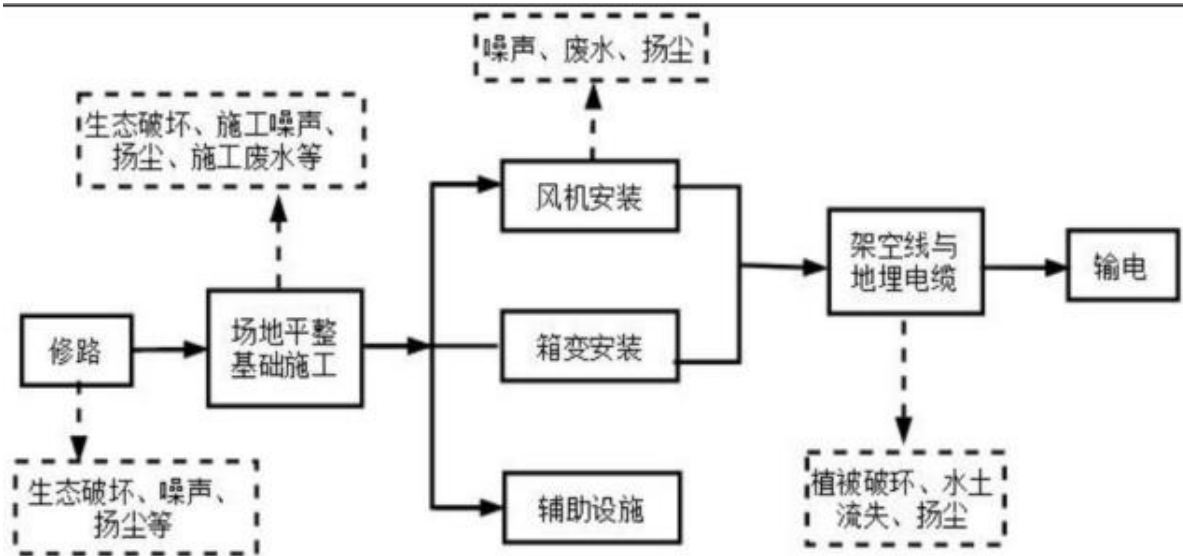 噪声、废水、扬尘
生态破坏、施工噪声、
扬尘、施工废水等
风机安装
架空线与
地埋电缆
输电
场地平整
基础施工
修路
箱变安装
生态破坏、噪声、
扬尘等
辅助设施
植被破环、水土
流失、扬尘